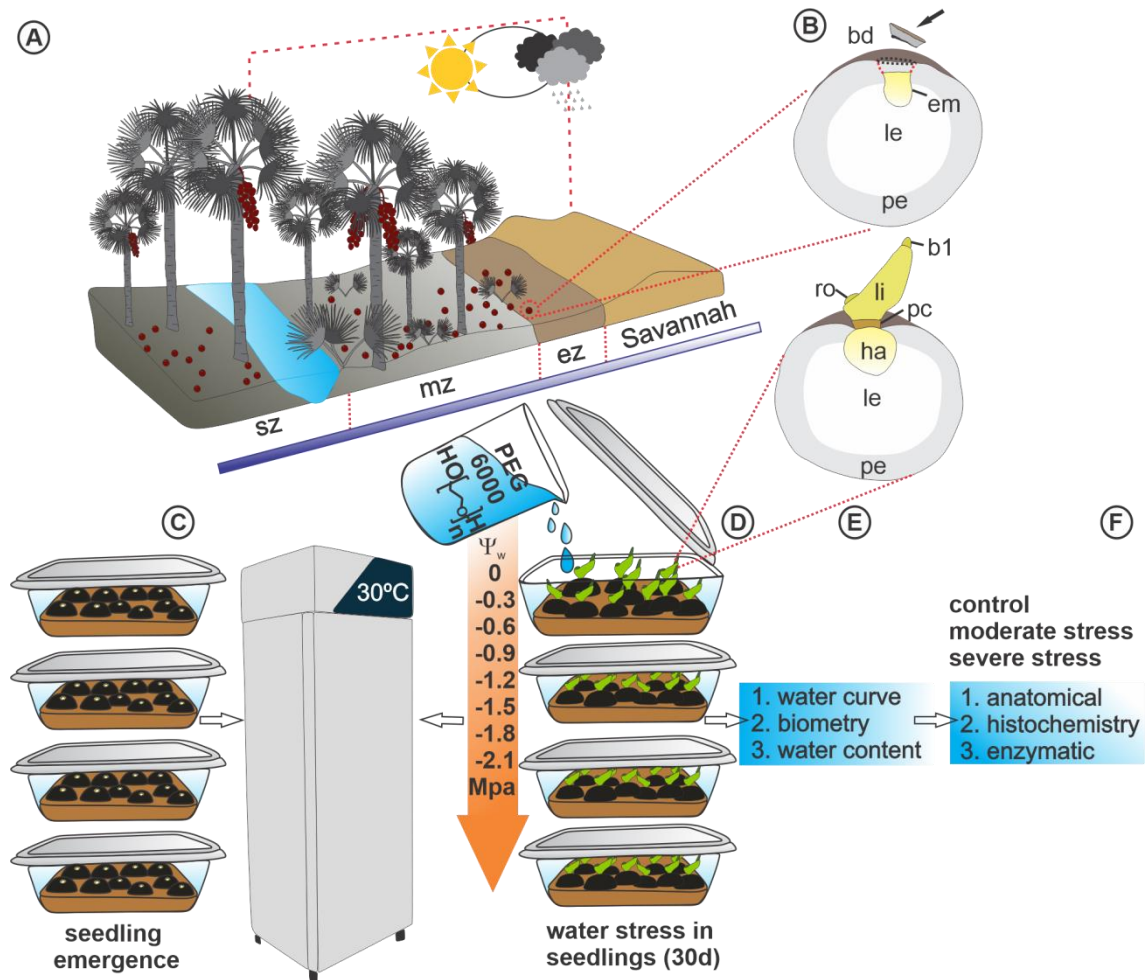 A
B
bd
em
le
pe
b1
ro
li
pc
ha
le
pe
Savannah
ez
mz
sz
C
PEG
6000
HO[~O]H
n
D
E
F
30ºC
Ψw
0
-0.3
-0.6
-0.9
-1.2
-1.5
-1.8
-2.1
Mpa
control
moderate stress
severe stress
1. water curve
2. biometry
3. water content
1. anatomical
2. histochemistry
3. enzymatic
seedling
emergence
water stress in
seedlings (30d)